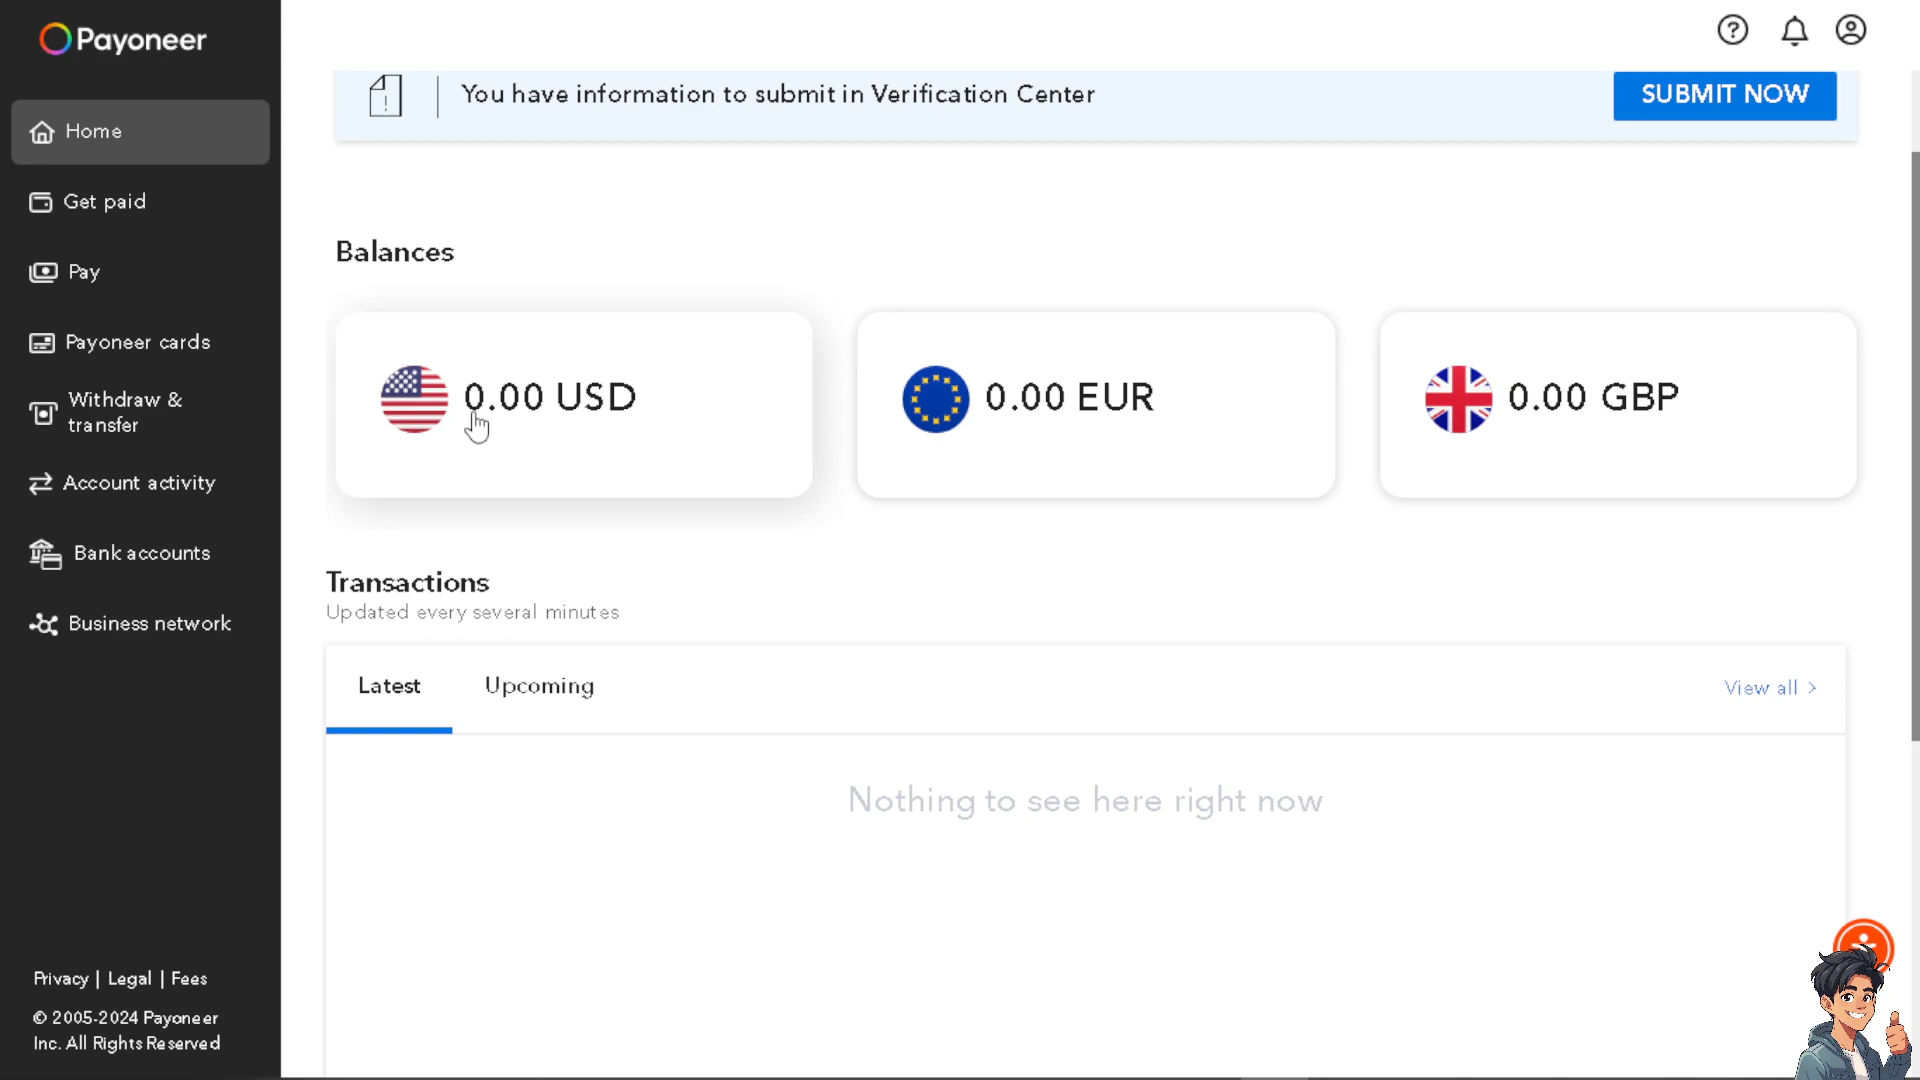 Payoneer
Home
Get paid
Pay
Payoneer cards
Withdraw &
transfer
Account activity
Bank accounts
Business network
Privacy | Legal | Fees
© 2005-2024 Payoneer
Inc. All Rights Reserved
You have information to submit in Verification Center
SUBMIT NOW
Balances
0.00 USD
0.00 EUR
0.00 GBP
Transactions
Updated every several minutes
Latest
Upcoming
View all >
Nothing to see here right now